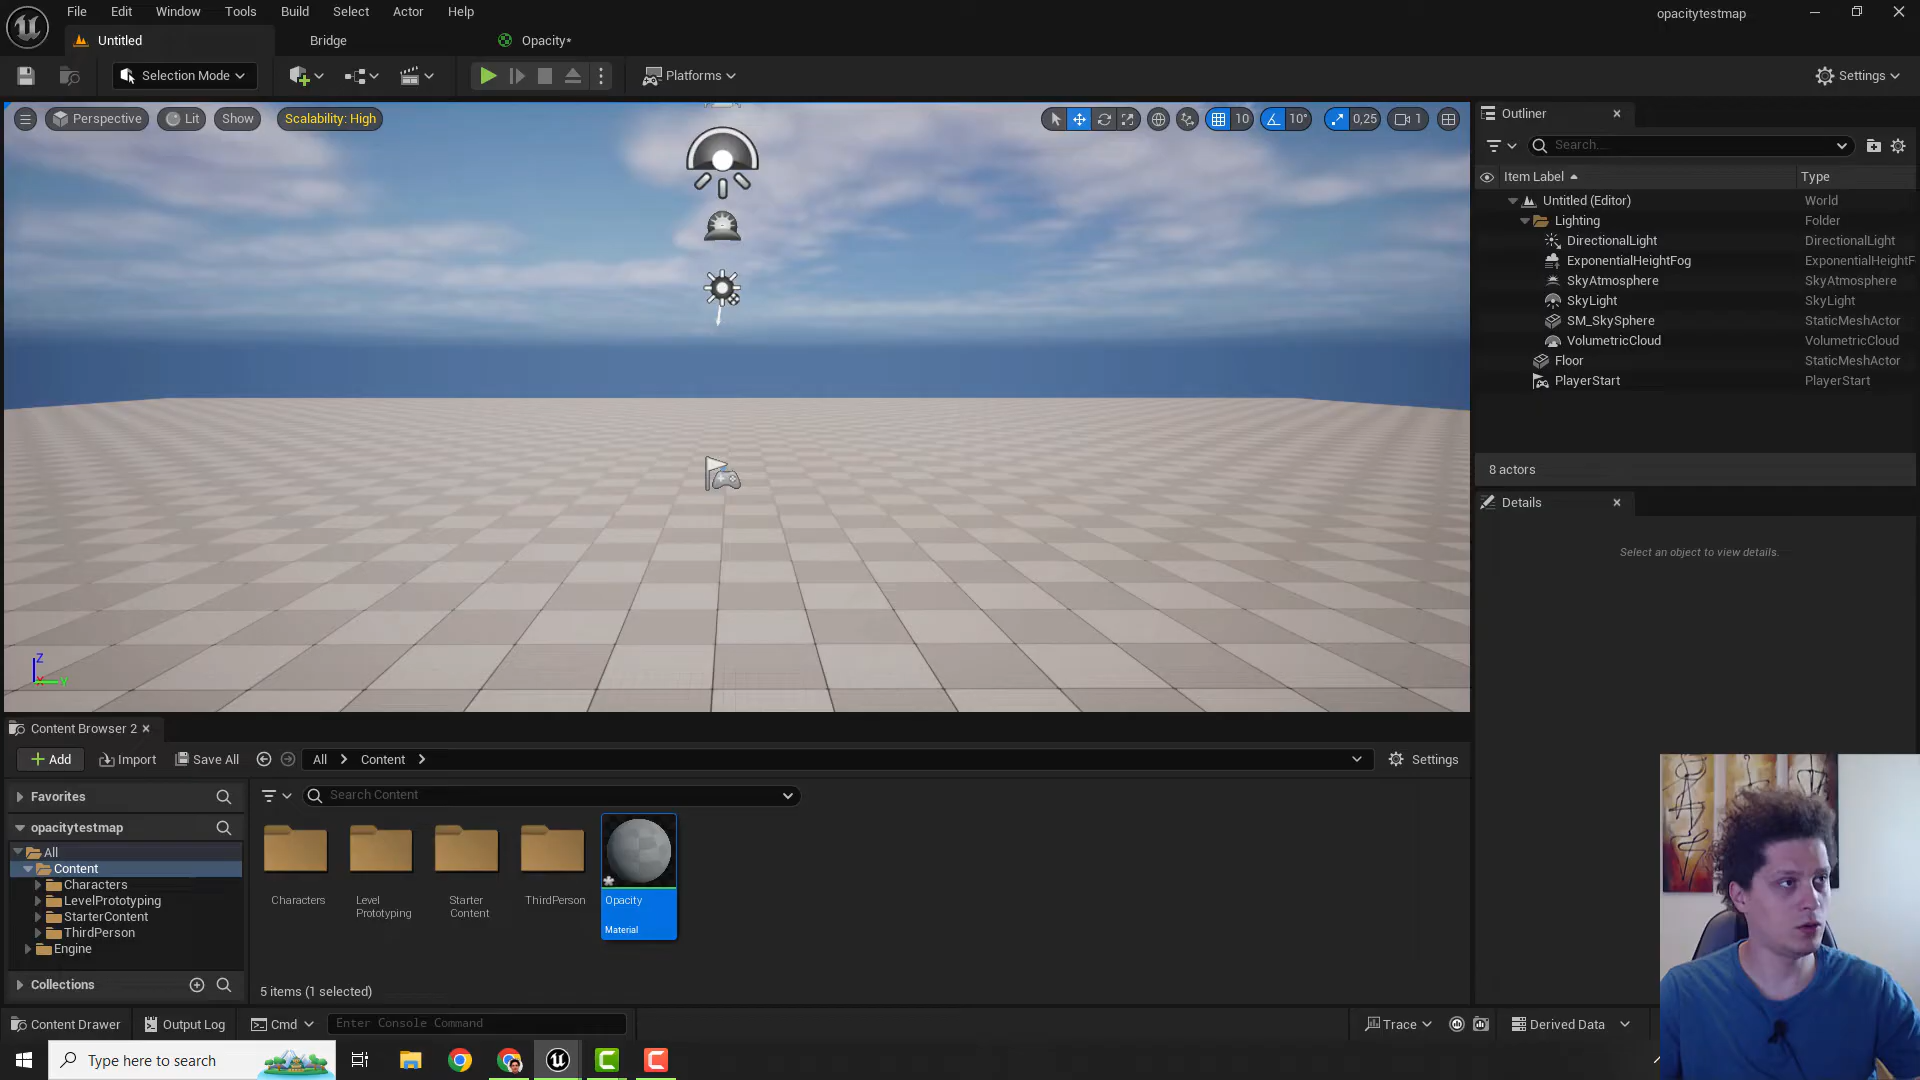 File Edit Window Tools Build Select Actor Help
opacitytestmap
Untitled
Bridge
Opacity*
Selection Mode
Platforms
Settings
Perspective
Lit
Show
Scalability: High
10
10°
0,25
1
Outliner
Search...
Item Label
Type
Untitled (Editor) World
Lighting Folder
DirectionalLight DirectionalLight
ExponentialHeightFog ExponentialHeightF
SkyAtmosphere SkyAtmosphere
SkyLight SkyLight
SM_SkySphere StaticMeshActor
VolumetricCloud VolumetricCloud
Floor StaticMeshActor
PlayerStart PlayerStart
8 actors
Details
Select an object to view details.
Z
X
Y
Content Browser 2
Add
Import
Save All
All
Content
Settings
Favorites
Search Content
opacitytestmap
All
Content
Characters
LevelPrototyping
StarterContent
ThirdPerson
Engine
Collections
Characters
Level
Prototyping
Starter
Content
ThirdPerson
Opacity
Material
5 items (1 selected)
Content Drawer
Output Log
Cmd
Enter Console Command
Trace
Derived Data
Type here to search